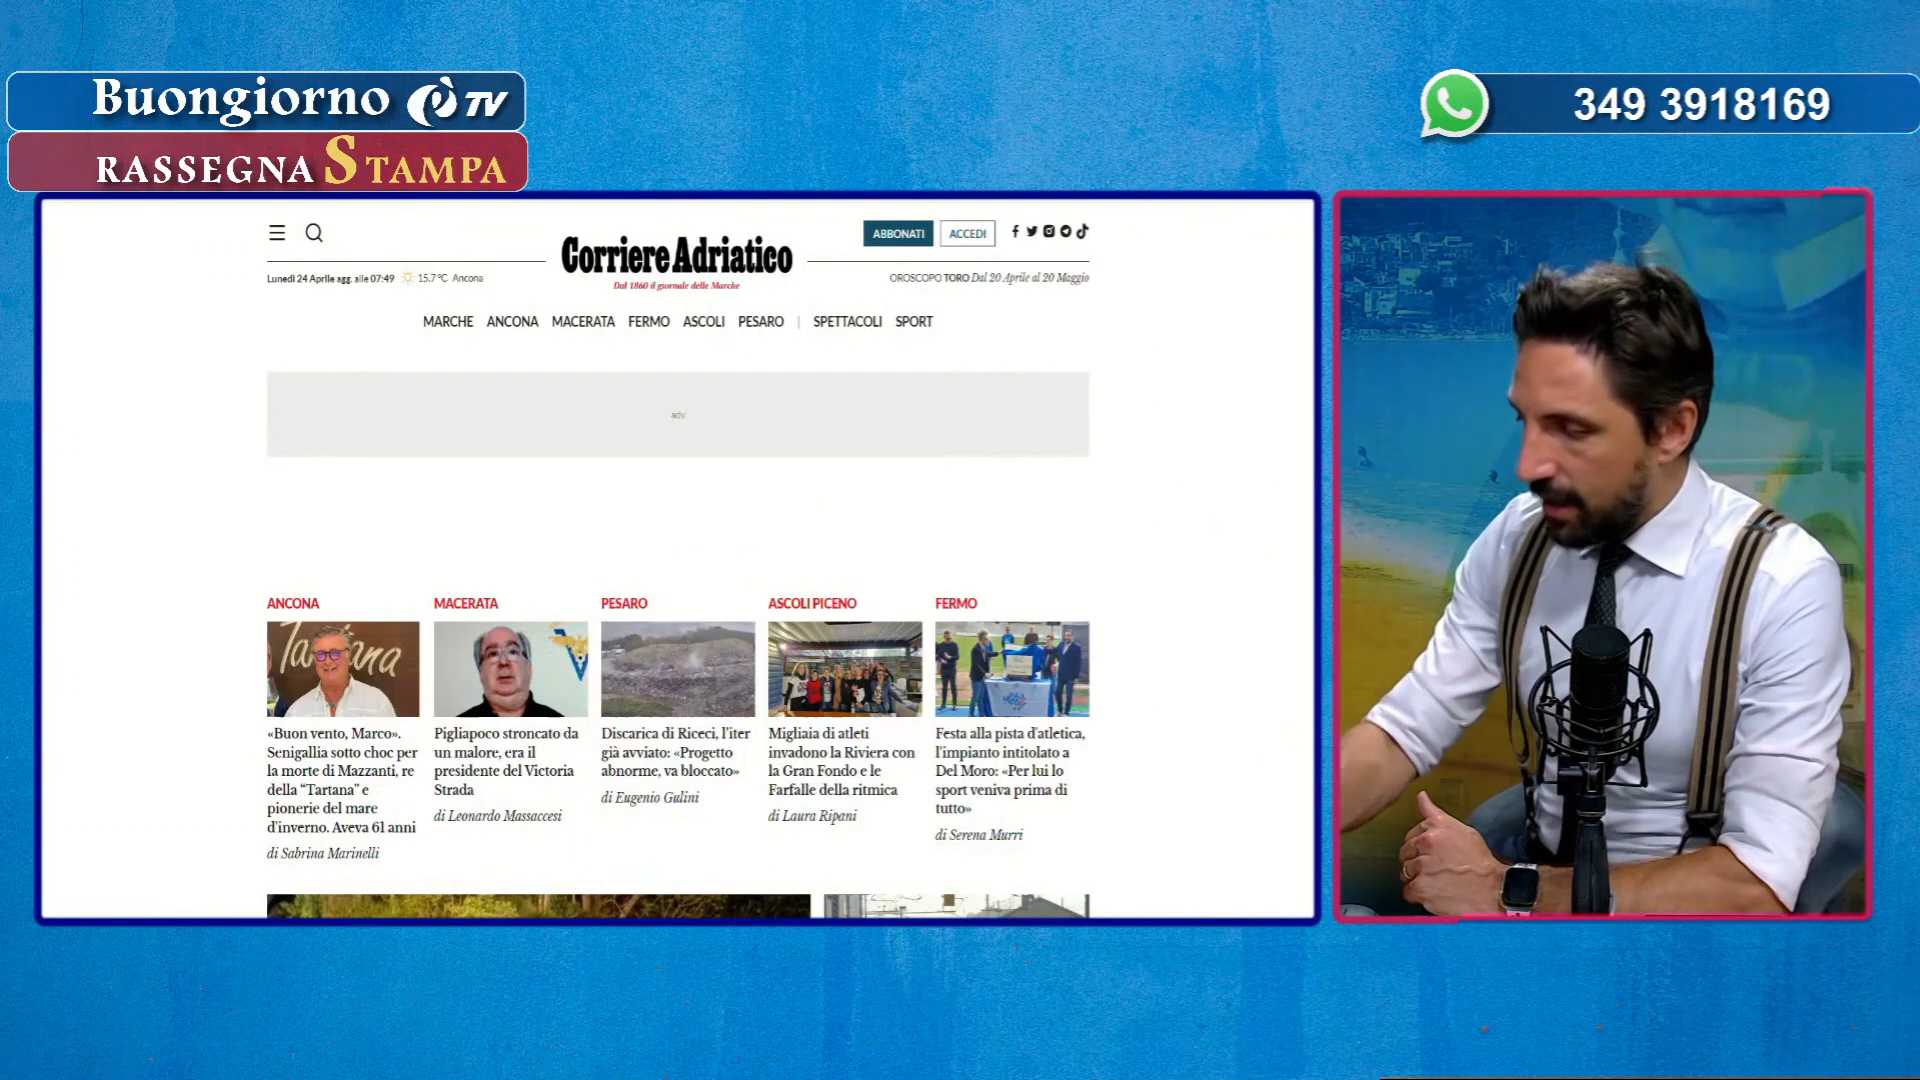 Buongiorno è TV
RASSEGNA STAMPA
349 3918169
ABBONATI
ACCEDI
Corriere Adriatico
Dal 1860 il giornale delle Marche
Lunedì 24 Aprile agg. alle 07:49
15.7°C Ancona
OROSCOPO TORO Dal 20 Aprile al 20 Maggio
MARCHE ANCONA MACERATA FERMO ASCOLI PESARO | SPETTACOLI SPORT
adv
ANCONA
Tartana
«Buon vento, Marco».
Senigallia sotto choc per
la morte di Mazzanti, re
della “Tartana” e
pionerie del mare
d'inverno. Aveva 61 anni
di Sabrina Marinelli
MACERATA
Pigliapoco stroncato da
un malore, era il
presidente del Victoria
Strada
di Leonardo Massaccesi
PESARO
Discarica di Riceci, l'iter
già avviato: «Progetto
abnorme, va bloccato»
di Eugenio Gulini
ASCOLI PICENO
Migliaia di atleti
invadono la Riviera con
la Gran Fondo e le
Farfalle della ritmica
di Laura Ripani
FERMO
Festa alla pista d'atletica,
l'impianto intitolato a
Del Moro: «Per lui lo
sport veniva prima di
tutto»
di Serena Murri